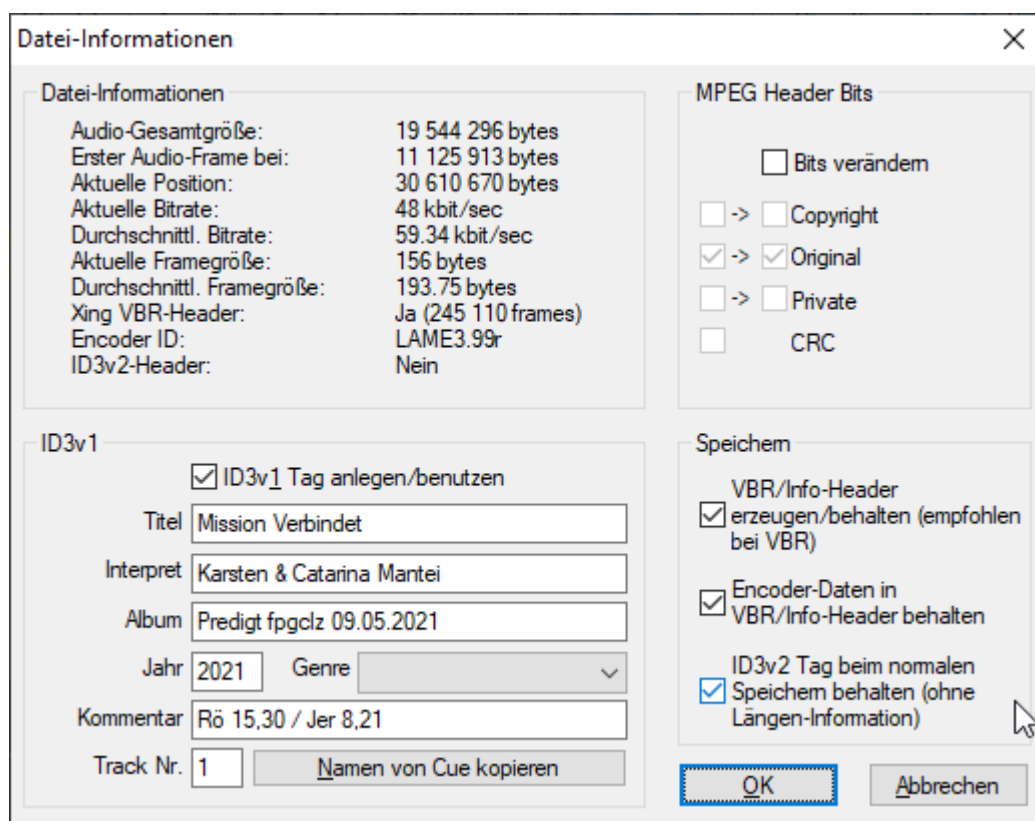 Datei-Informationen
Datei-Informationen
Audio-Gesamtgröße: 19 544 296 bytes
Erster Audio-Frame bei: 11 125 913 bytes
Aktuelle Position: 30 610 670 bytes
Aktuelle Bitrate: 48 kbit/sec
Durchschnittl. Bitrate: 59.34 kbit/sec
Aktuelle Framegröße: 156 bytes
Durchschnittl. Framegröße: 193.75 bytes
Xing VBR-Header: Ja (245 110 frames)
Encoder ID: LAME3.99r
ID3v2-Header: Nein
MPEG Header Bits
Bits verändern
-> Copyright
-> Original
-> Private
CRC
ID3v1
ID3v1 Tag anlegen/benutzen
Titel Mission Verbindet
Interpret Karsten & Catarina Mantei
Album Predigt fpgclz 09.05.2021
Jahr 2021 Genre
Kommentar Rö 15,30 / Jer 8,21
Track Nr. 1 Namen von Cue kopieren
Speichern
VBR/Info-Header
erzeugen/behalten (empfohlen
bei VBR)
Encoder-Daten in
VBR/Info-Header behalten
ID3v2 Tag beim normalen
Speichern behalten (ohne
Längen-Information)
OK Abbrechen